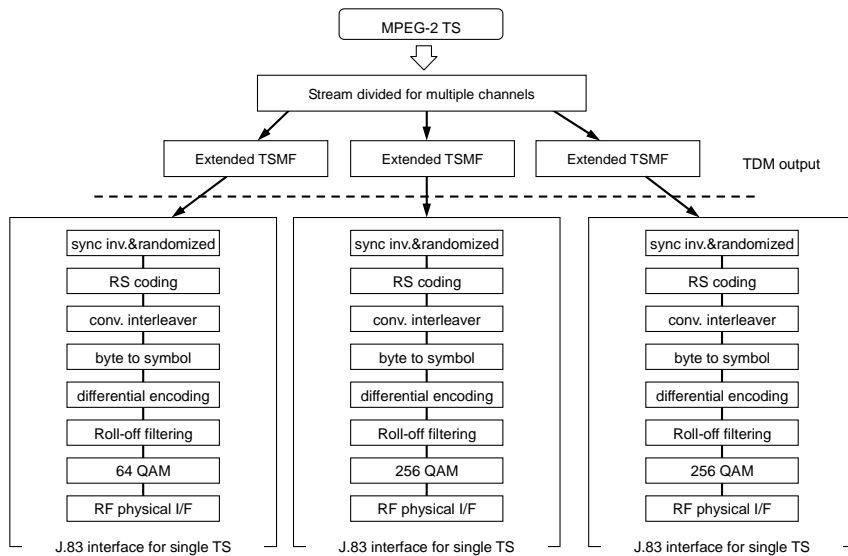 MPEG-2 TS
Stream divided for multiple channels
Extended TSMF
Extended TSMF
Extended TSMF
TDM output
sync inv.&randomized
RS coding
conv. interleaver
byte to symbol
differential encoding
Roll-off filtering
64 QAM
RF physical I/F
J.83 interface for single TS
sync inv.&randomized
RS coding
conv. interleaver
byte to symbol
differential encoding
Roll-off filtering
256 QAM
RF physical I/F
J.83 interface for single TS
sync inv.&randomized
RS coding
conv. interleaver
byte to symbol
differential encoding
Roll-off filtering
256 QAM
RF physical I/F
J.83 interface for single TS